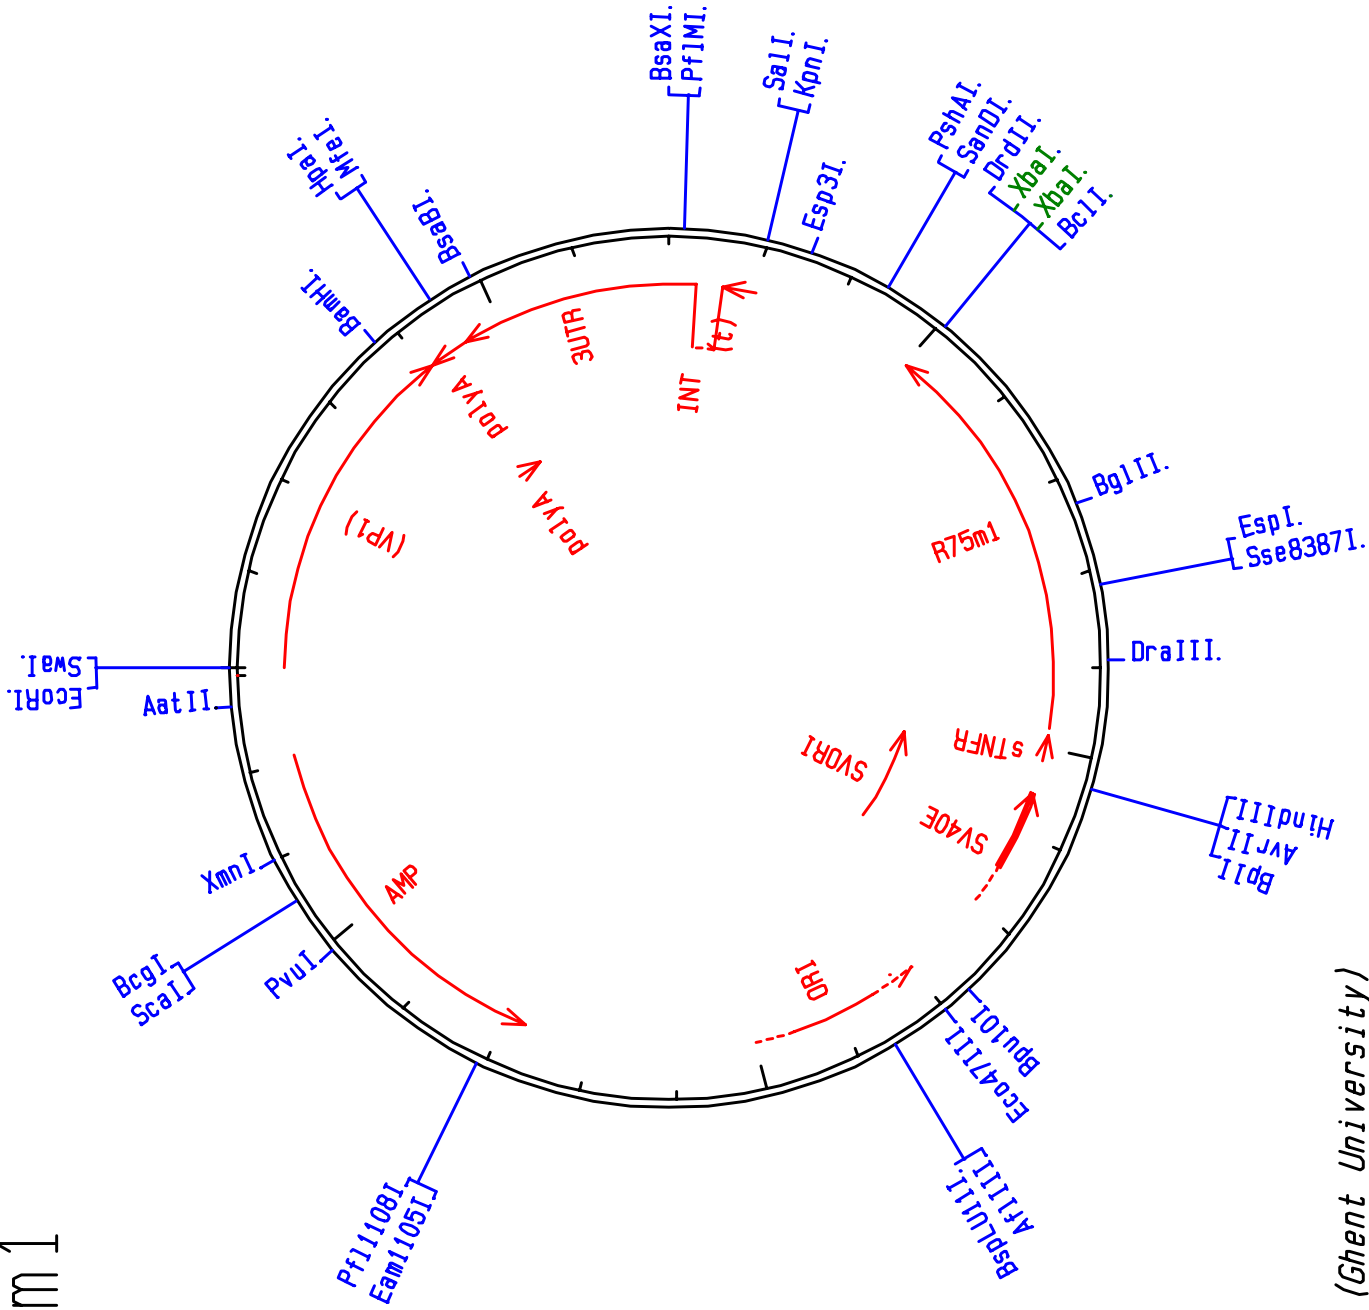 BsaXI.
PflMI.
SalI.
KpnI.
Esp3I.
PshAI.
SanDI.
DrdII.
XbaI.
XbaI.
BclI.
BglII.
EspI.
Sse8387I.
DraIII.
HindIII
AvrII
BplI
Bpu10I
Eco47III
AflIII
BspLU11I.
Eam1105I.
Pfl1108I.
PvuI.
ScaI.
BcgI.
XmnI.
AatII.
EcoRI.
SwaI.
BamHI.
HpaI.
MfeI.
BsaBI.
3UTR
INT
(t)
polyA
polyA
(VP1)
R75m1
sTNFR
SVORI
SV40E
ORI
AMP
m1
(Ghent University)